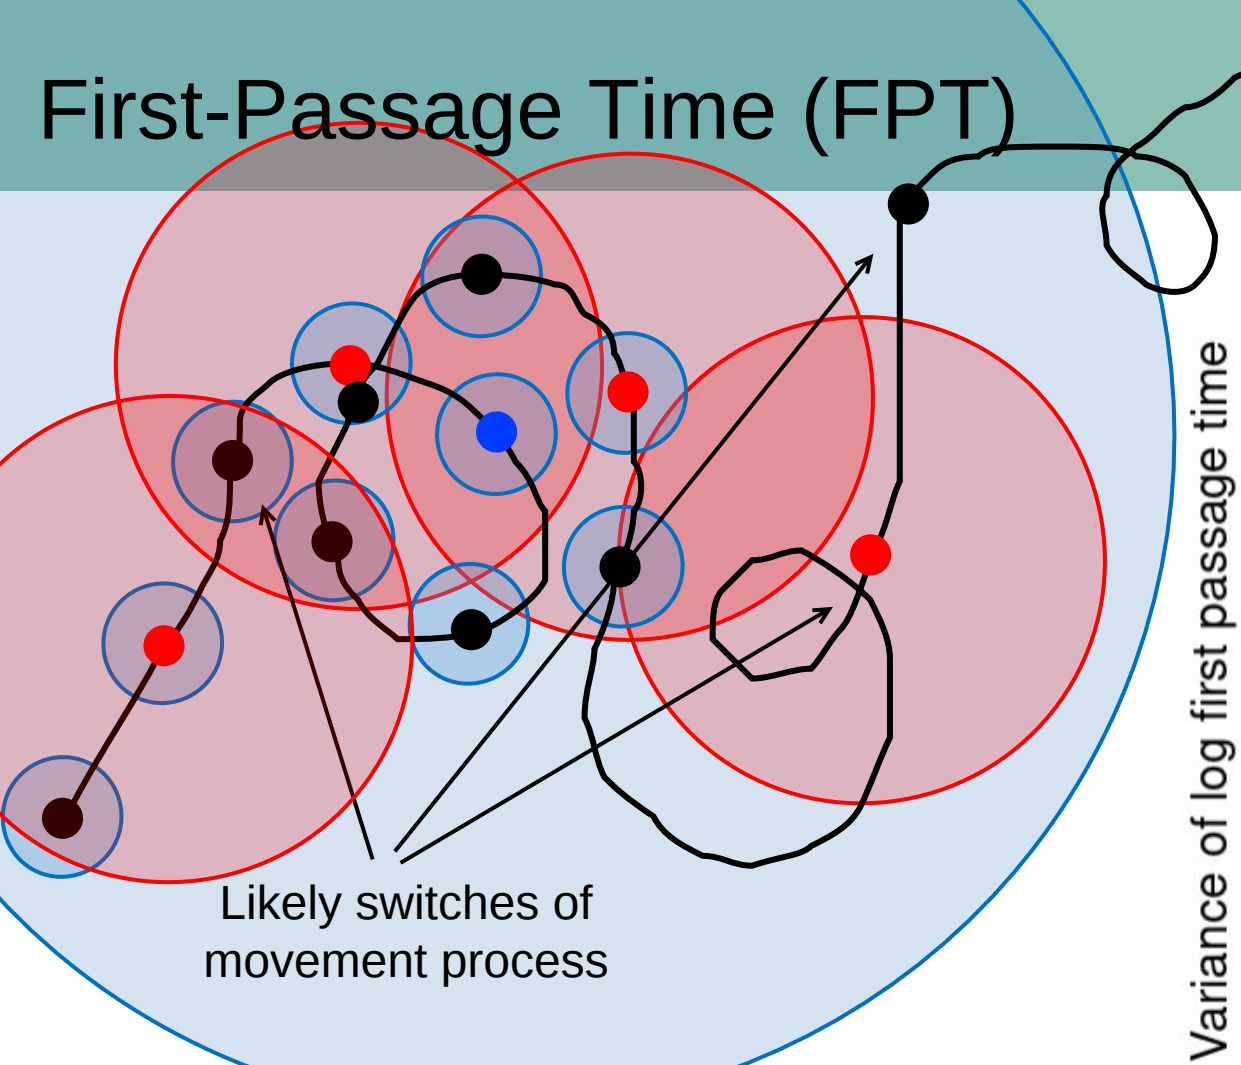 First-Passage Time (FPT)
Likely switches of
movement process
Variance of log first passage time